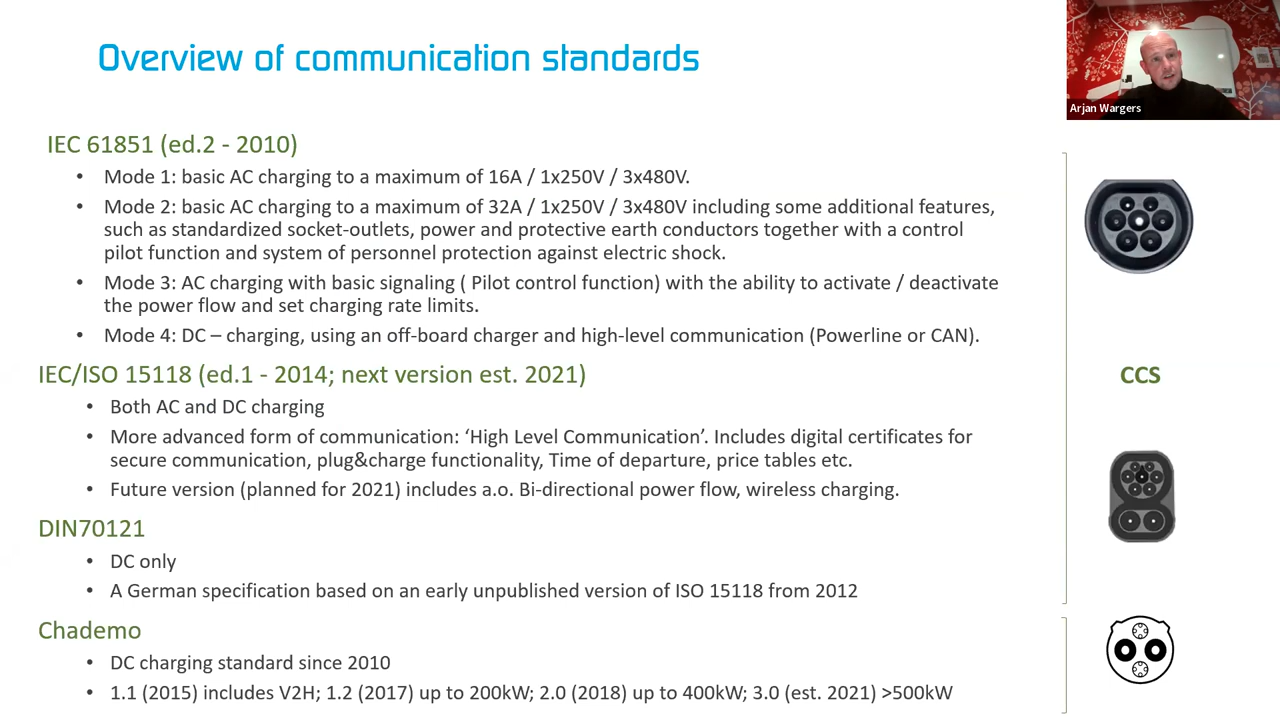 Overview of communication standards
Arjan Wargers
IEC 61851 (ed.2 - 2010)
• Mode 1: basic AC charging to a maximum of 16A / 1x250V / 3x480V.
• Mode 2: basic AC charging to a maximum of 32A / 1x250V / 3x480V including some additional features,
such as standardized socket-outlets, power and protective earth conductors together with a control
pilot function and system of personnel protection against electric shock.
• Mode 3: AC charging with basic signaling ( Pilot control function) with the ability to activate / deactivate
the power flow and set charging rate limits.
• Mode 4: DC – charging, using an off-board charger and high-level communication (Powerline or CAN).
IEC/ISO 15118 (ed.1 - 2014; next version est. 2021)
• Both AC and DC charging
• More advanced form of communication: ‘High Level Communication’. Includes digital certificates for
secure communication, plug&charge functionality, Time of departure, price tables etc.
• Future version (planned for 2021) includes a.o. Bi-directional power flow, wireless charging.
DIN70121
• DC only
• A German specification based on an early unpublished version of ISO 15118 from 2012
Chademo
• DC charging standard since 2010
• 1.1 (2015) includes V2H; 1.2 (2017) up to 200kW; 2.0 (2018) up to 400kW; 3.0 (est. 2021) >500kW
CCS